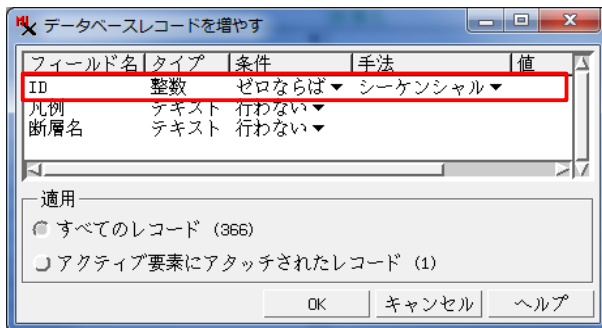 データベースレコードを増やす
フィールド名 タイプ 条件 手法 値
ID 整数 ゼロならば▼ シーケンシャル▼
凡例 テキスト 行わない▼
断層名 テキスト 行わない▼
適用
すべてのレコード (366)
アクティブ要素にアタッチされたレコード (1)
OK キャンセル ヘルプ